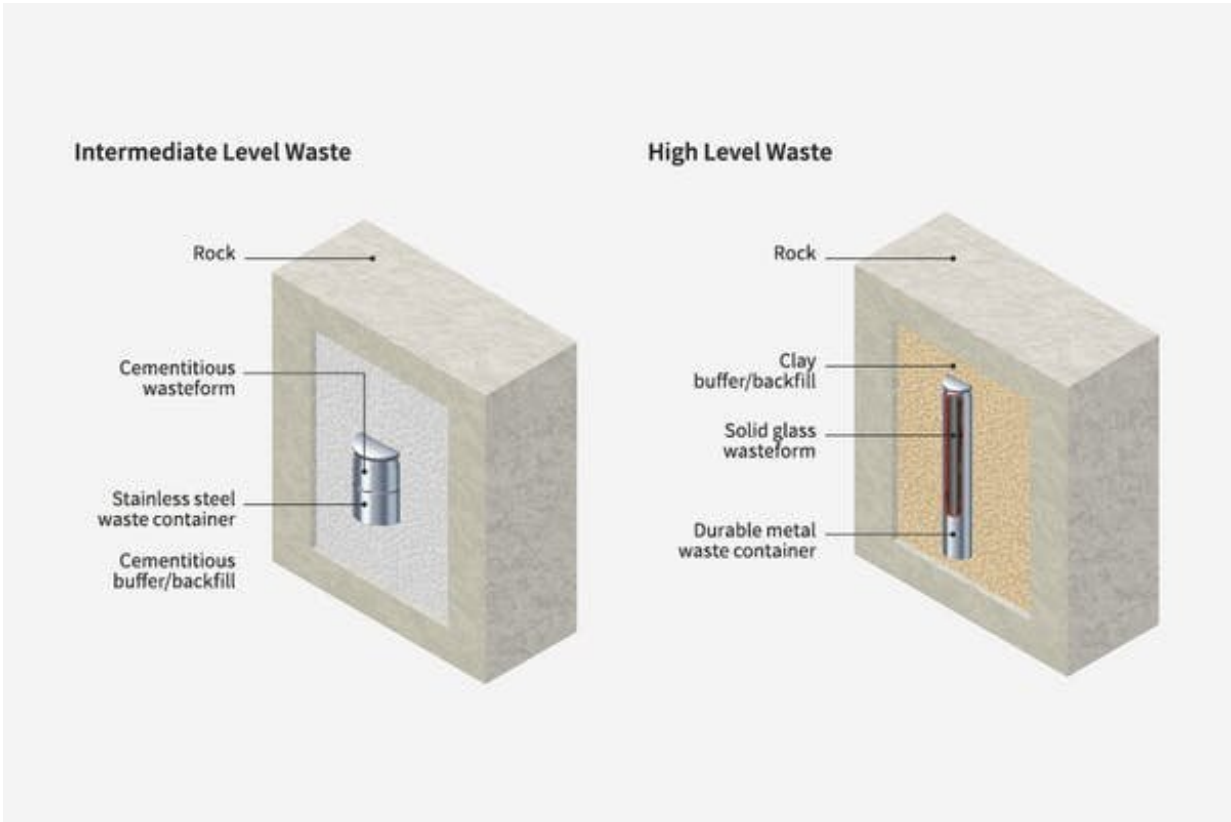 Intermediate Level Waste
Rock
Cementitious
wasteform
Stainless steel
waste container
Cementitious
buffer/backfill
High Level Waste
Rock
Clay
buffer/backfill
Solid glass
wasteform
Durable metal
waste container